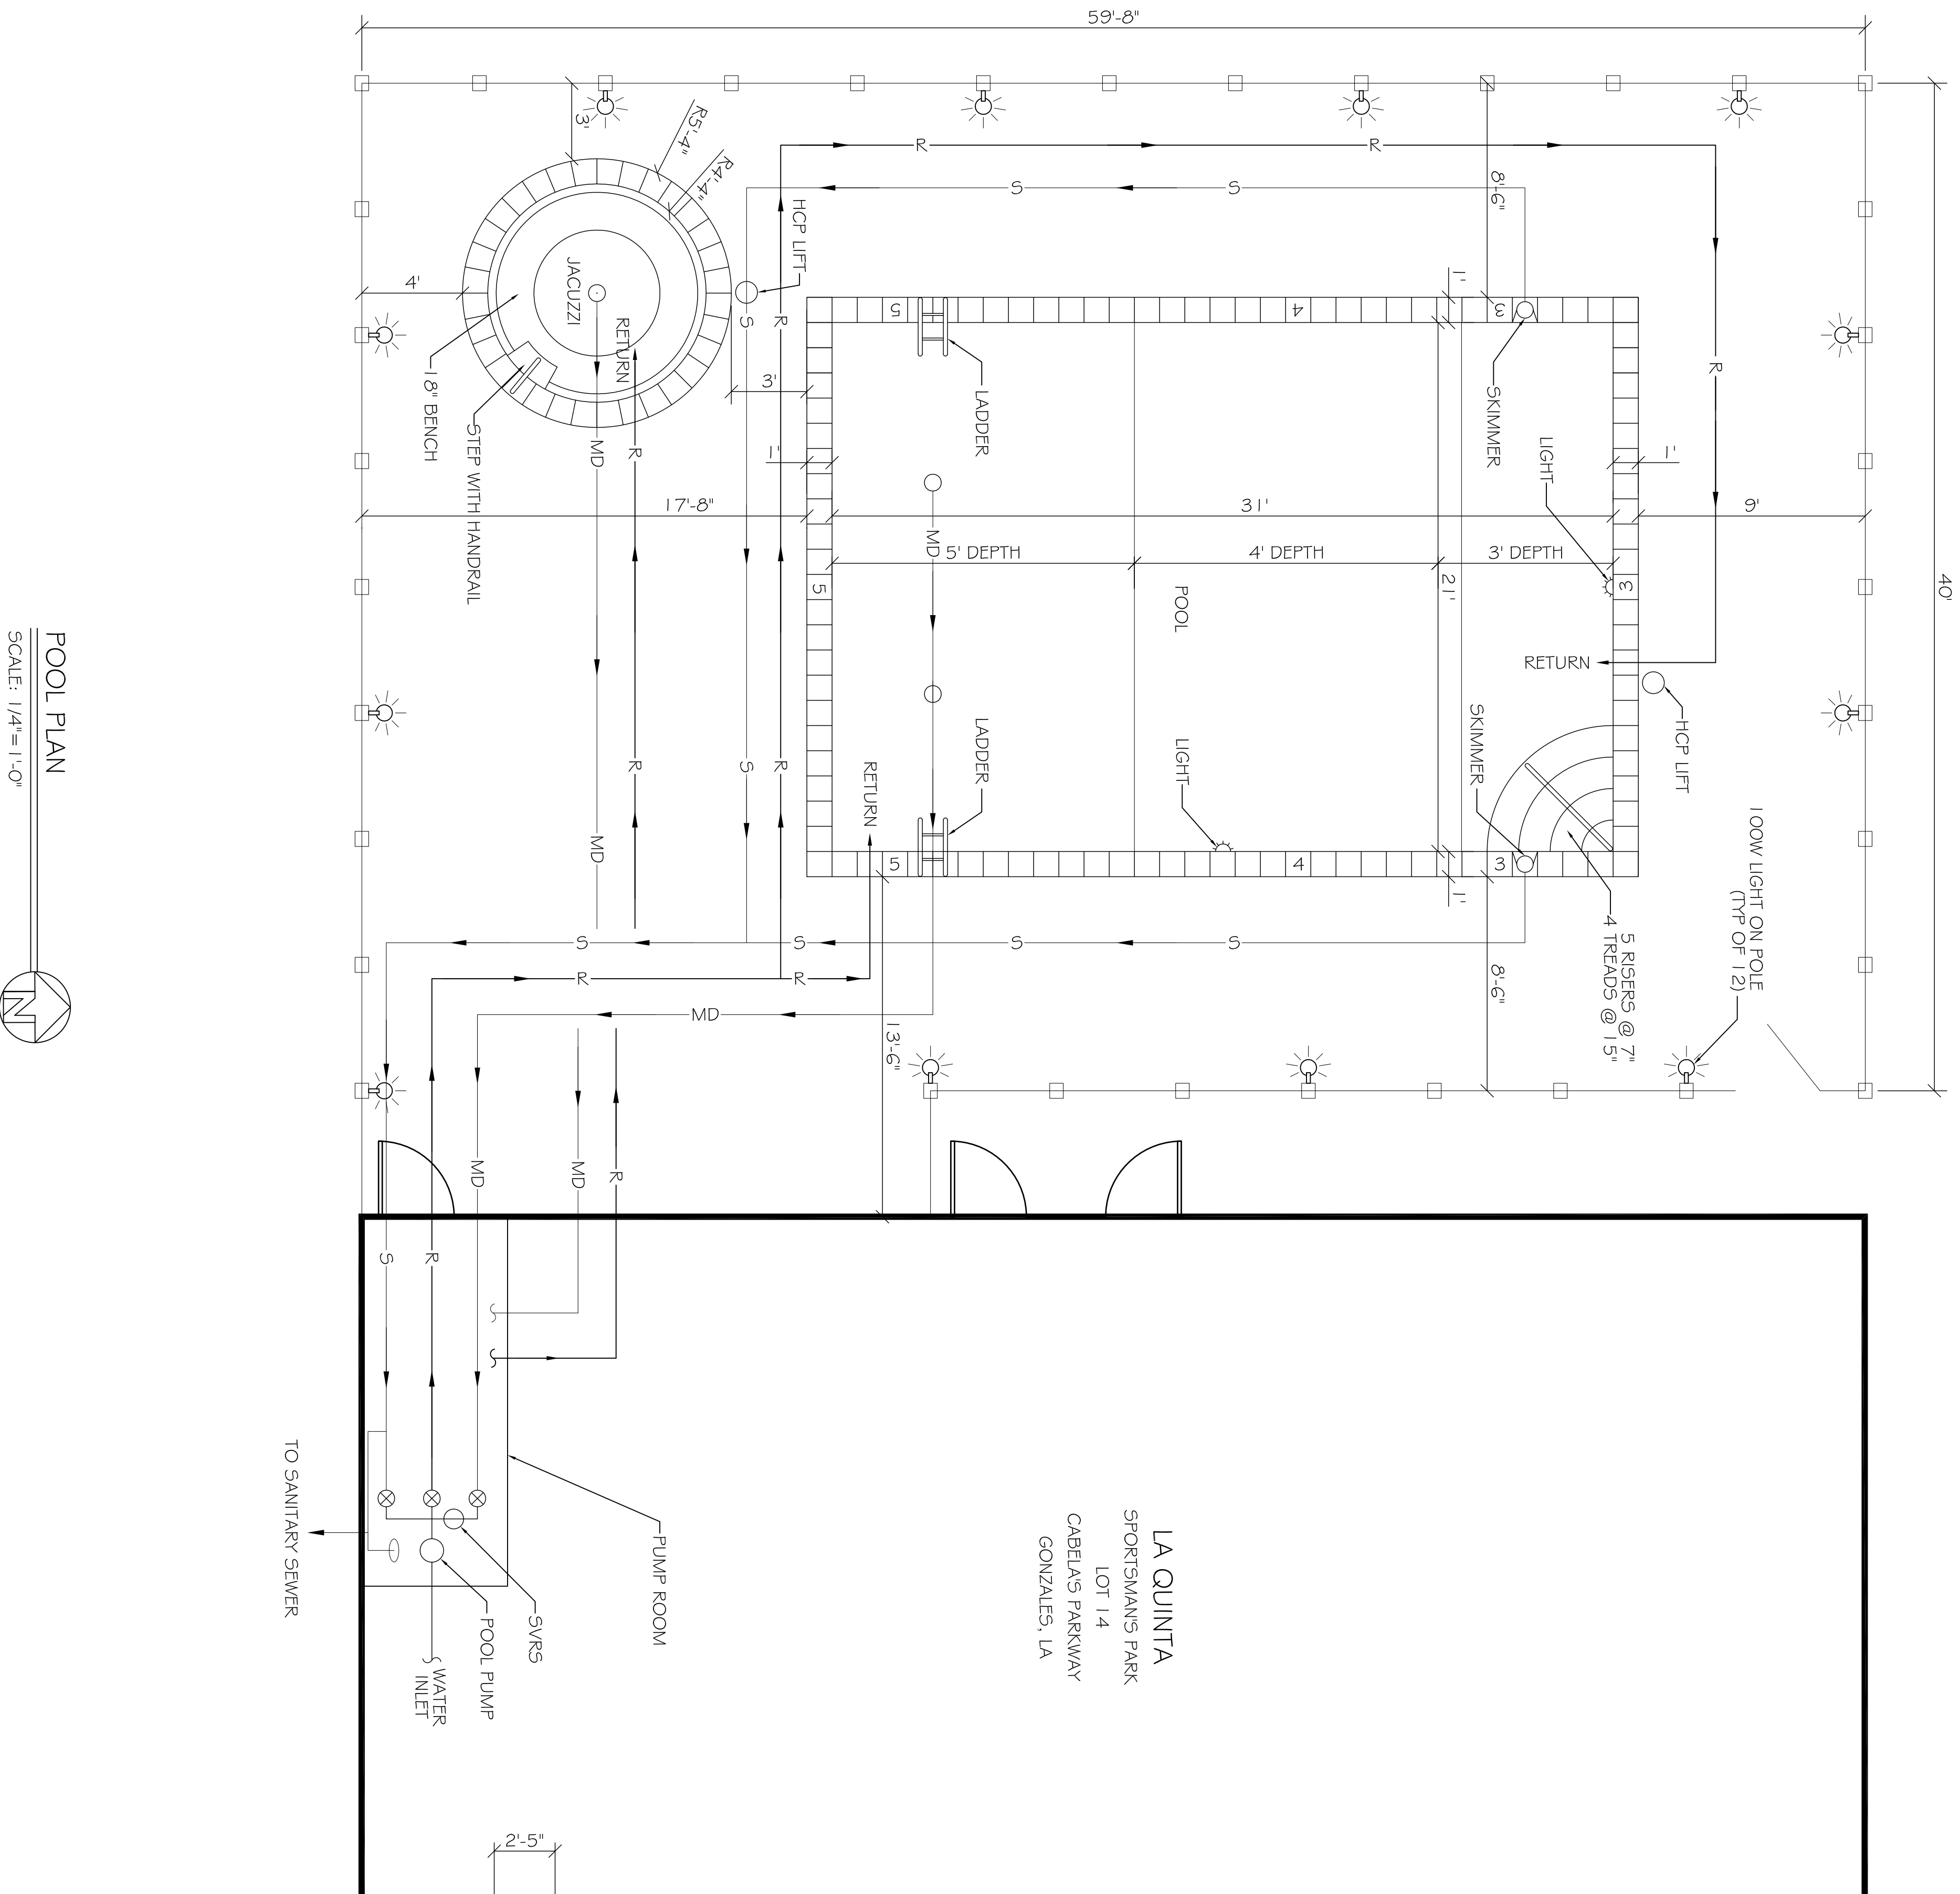 59'-8"
40'
3'
R5'-4"
R4'-4"
HCP LIFT
JACUZZI
RETURN
4'
18" BENCH
STEP WITH HANDRAIL
3'
1'
17'-8"
31'
9'
1'
1'
8'-6"
R
R
R
S
S
S
R
5
4
3
LADDER
SKIMMER
LIGHT
MD
5' DEPTH
4' DEPTH
3' DEPTH
21'
5
3
POOL
RETURN
HCP LIFT
MD
R
R
MD
S
R
RETURN
LADDER
LIGHT
SKIMMER
5
4
3
1'
8'-6"
5 RISERS @ 7"
4 TREADS @ 15"
100W LIGHT ON POLE
(TYP OF 12)
S
S
S
S
R
R
MD
13'-6"
MD
MD
R
S
R
PUMP ROOM
SVRS
POOL PUMP
WATER
INLET
TO SANITARY SEWER
LA QUINTA
SPORTSMAN'S PARK
LOT 14
CABELA'S PARKWAY
GONZALES, LA
2'-5"
POOL PLAN
SCALE: 1/4"=1'-0"
N